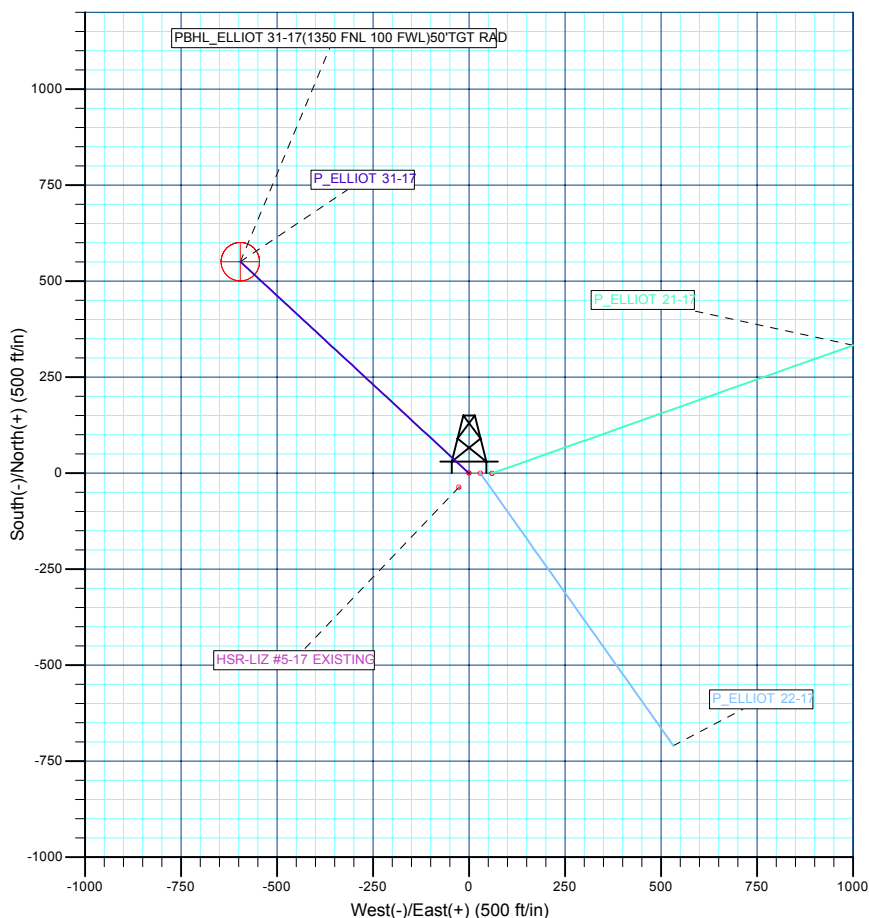 PBHL_ELLIOT 31-17(1350 FNL 100 FWL)50'TGT RAD
1000
P_ELLIOT 31-17
750
500
P_ELLIOT 21-17
250
0
-250
HSR-LIZ #5-17 EXISTING
-500
P_ELLIOT 22-17
-750
-1000
South(-)/North(+) (500 ft/in)
-1000 -750 -500 -250 0 250 500 750 1000
West(-)/East(+) (500 ft/in)